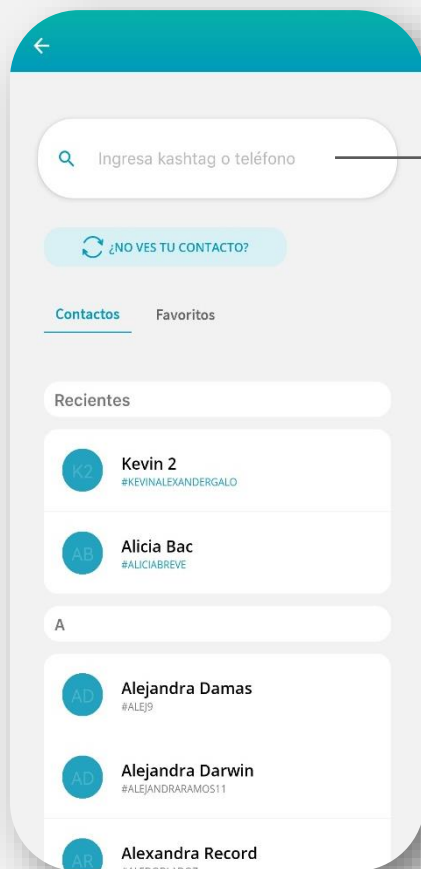 Ingresa kashtag o teléfono
¿NO VES TU CONTACTO?
Contactos Favoritos
Recientes
K2
Kevin 2
#KEVINALEXANDERGALO
AB
Alicia Bac
#ALICIABREVE
A
AD
Alejandra Damas
#ALEJ9
AD
Alejandra Darwin
#ALEJANDRARAMOS11
AR
Alexandra Record